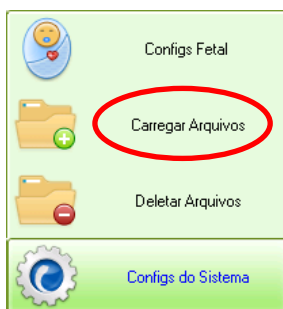 Configs Fetal
Carregar Arquivos
Deletar Arquivos
Configs do Sistema